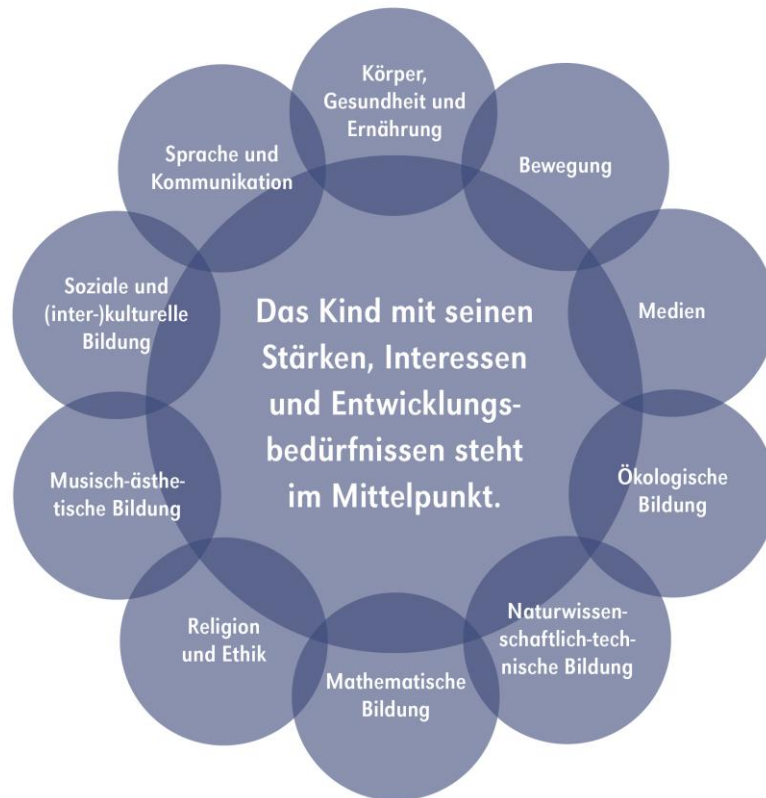 Körper,
Gesundheit und
Ernährung
Bewegung
Medien
Ökologische
Bildung
Naturwissen-
schaftlich-tech-
nische Bildung
Mathematische
Bildung
Religion
und Ethik
Musisch-ästhe-
tische Bildung
Soziale und
(inter-)kulturelle
Bildung
Sprache und
Kommunikation
Das Kind mit seinen
Stärken, Interessen
und Entwicklungs-
bedürfnissen steht
im Mittelpunkt.